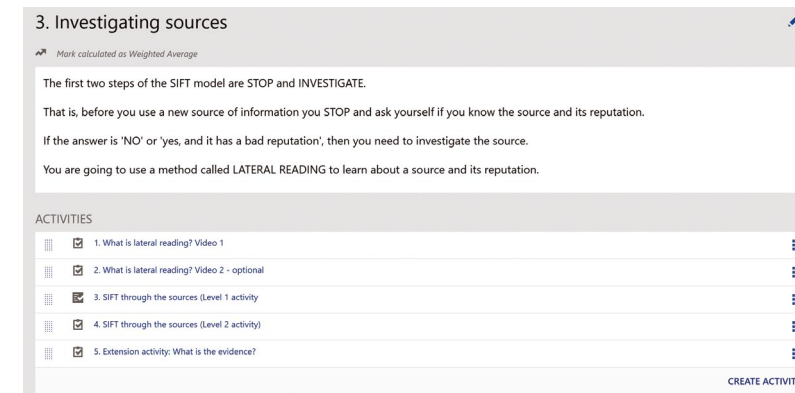 3. Investigating sources
Mark calculated as Weighted Average
The first two steps of the SIFT model are STOP and INVESTIGATE.
That is, before you use a new source of information you STOP and ask yourself if you know the source and its reputation.
If the answer is 'NO' or 'yes, and it has a bad reputation', then you need to investigate the source.
You are going to use a method called LATERAL READING to learn about a source and its reputation.
ACTIVITIES
1. What is lateral reading? Video 1
2. What is lateral reading? Video 2 - optional
3. SIFT through the sources (Level 1 activity
4. SIFT through the sources (Level 2 activity)
5. Extension activity: What is the evidence?
CREATE ACTIVIT